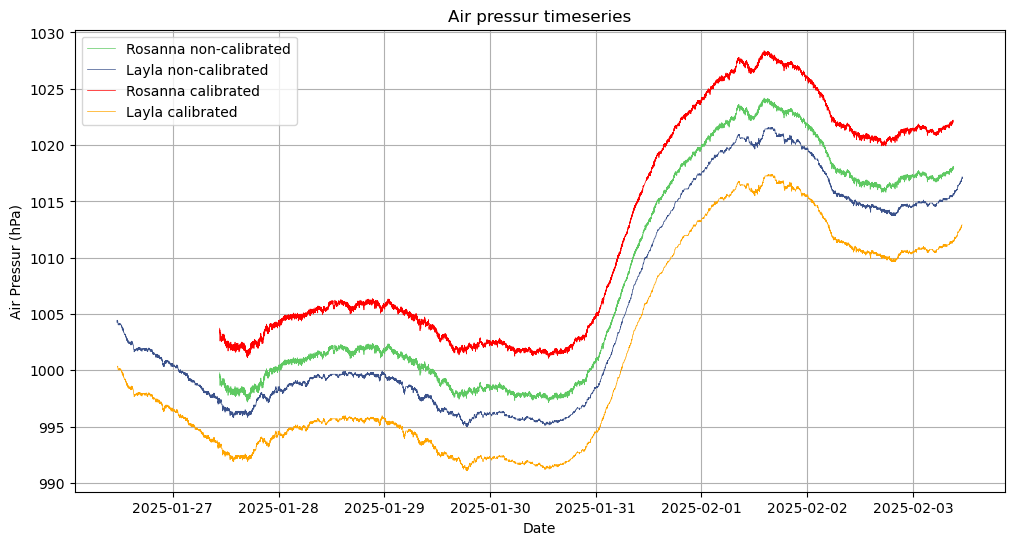 Air pressur timeseries
Rosanna non-calibrated
Layla non-calibrated
Rosanna calibrated
Layla calibrated
Air Pressur (hPa)
1030
1025
1020
1015
1010
1005
1000
995
990
2025-01-27 2025-01-28 2025-01-29 2025-01-30 2025-01-31 2025-02-01 2025-02-02 2025-02-03
Date